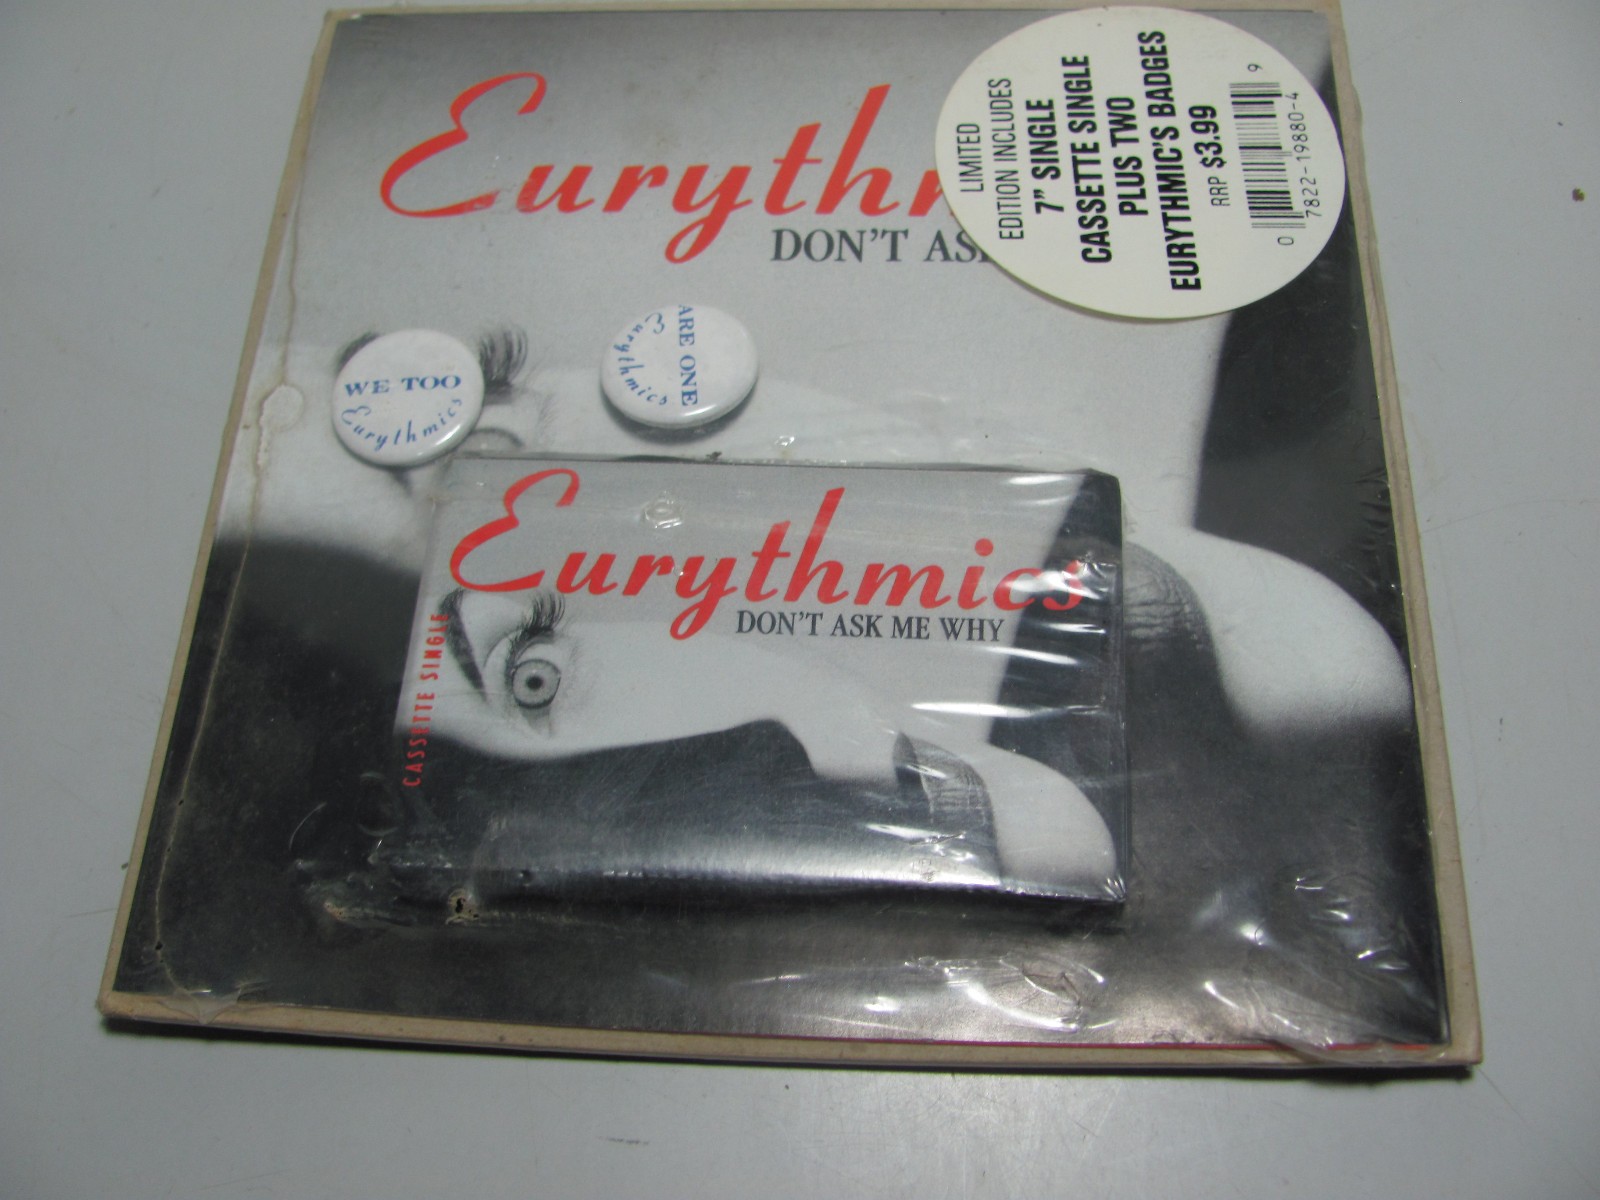 Eurythm
DON'T AS
LIMITED
EDITION INCLUDES
7" SINGLE
CASSETTE SINGLE
PLUS TWO
EURYTHMIC'S BADGES
RRP $3.99
0 7822-19880-4 9
WE TOO
Eurythmics
ARE ONE
Eurythmics
Eurythmics
DON'T ASK ME WHY
CASSETTE SINGLE